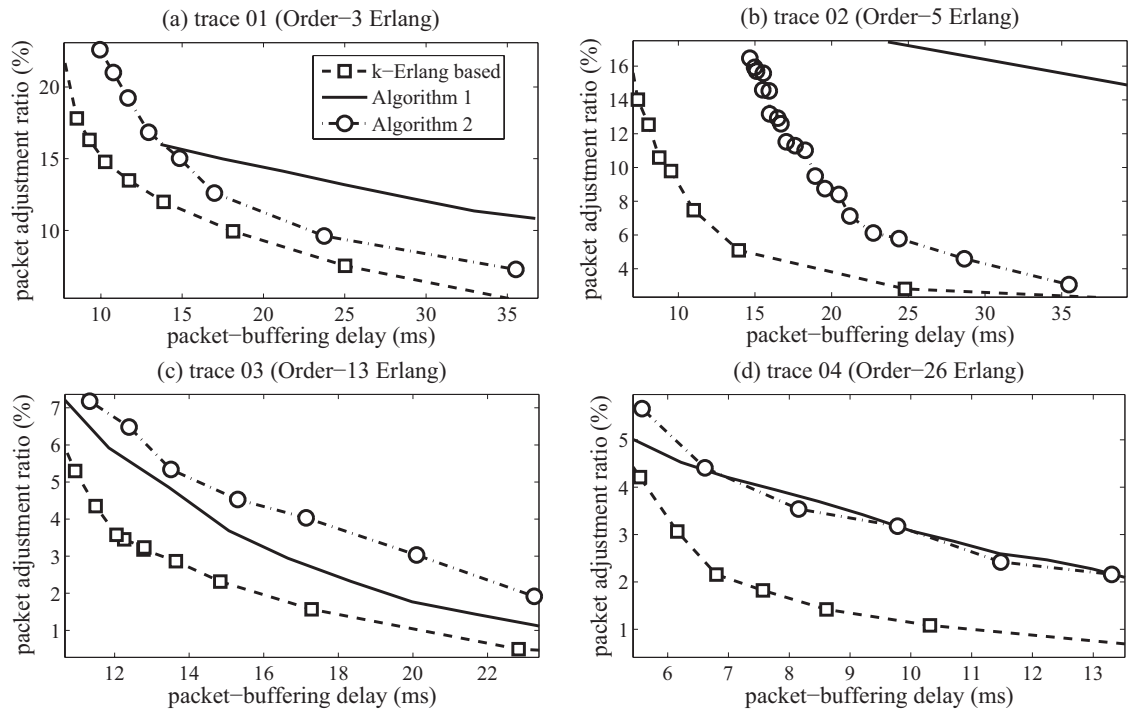 (a) trace 01 (Order−3 Erlang)
packet adjustment ratio (%)
20
15
10
k−Erlang based
Algorithm 1
Algorithm 2
10 15 20 25 30 35
packet−buffering delay (ms)
(b) trace 02 (Order−5 Erlang)
packet adjustment ratio (%)
16
14
12
10
8
6
4
10 15 20 25 30 35
packet−buffering delay (ms)
(c) trace 03 (Order−13 Erlang)
packet adjustment ratio (%)
7
6
5
4
3
2
1
12 14 16 18 20 22
packet−buffering delay (ms)
(d) trace 04 (Order−26 Erlang)
packet adjustment ratio (%)
5
4
3
2
1
6 7 8 9 10 11 12 13
packet−buffering delay (ms)